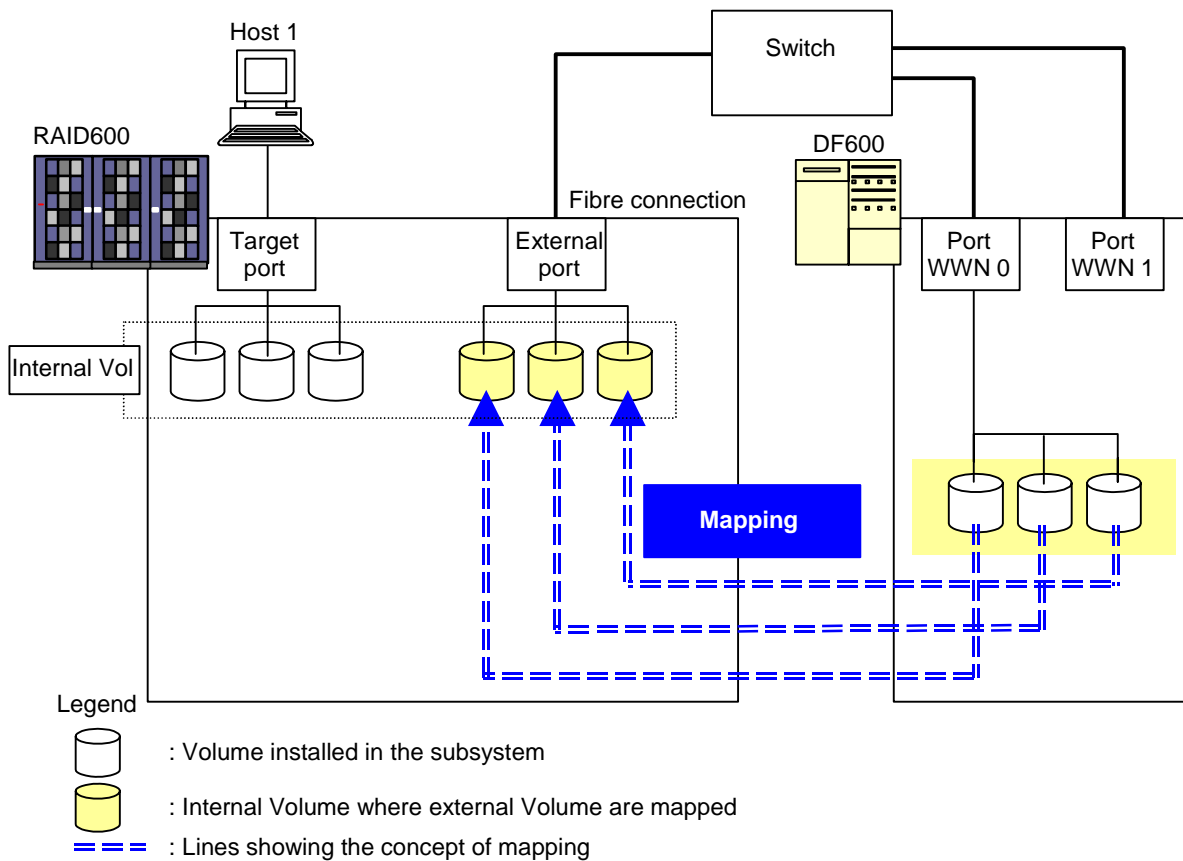 Host 1
Switch
RAID600
DF600
Fibre connection
Target
port
External
port
Port
WWN 0
Port
WWN 1
Internal Vol
Mapping
Legend
: Volume installed in the subsystem
: Internal Volume where external Volume are mapped
: Lines showing the concept of mapping